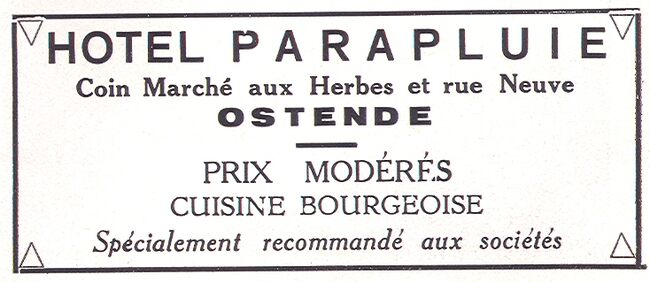 HOTEL PARAPLUIE
Coin Marché aux Herbes et rue Neuve
OSTENDE
PRIX MODÉRÉS
CUISINE BOURGEOISE
Spécialement recommandé aux sociétés